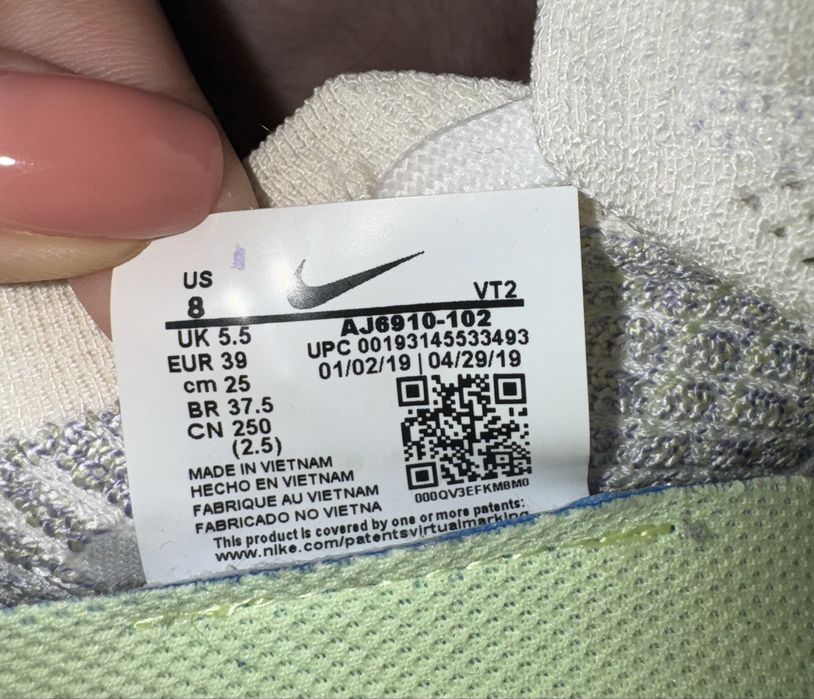 US
8
VT2
UK 5.5
EUR 39
cm 25
BR 37.5
CN 250
(2.5)
AJ6910-102
UPC 00193145533493
01/02/19 | 04/29/19
000QV3EFKM8M0
MADE IN VIETNAM
HECHO EN VIETNAM
FABRIQUE AU VIETNAM
FABRICADO NO VIETNA
This product is covered by one or more patents:
www.nike.com/patentsvirtualmarking